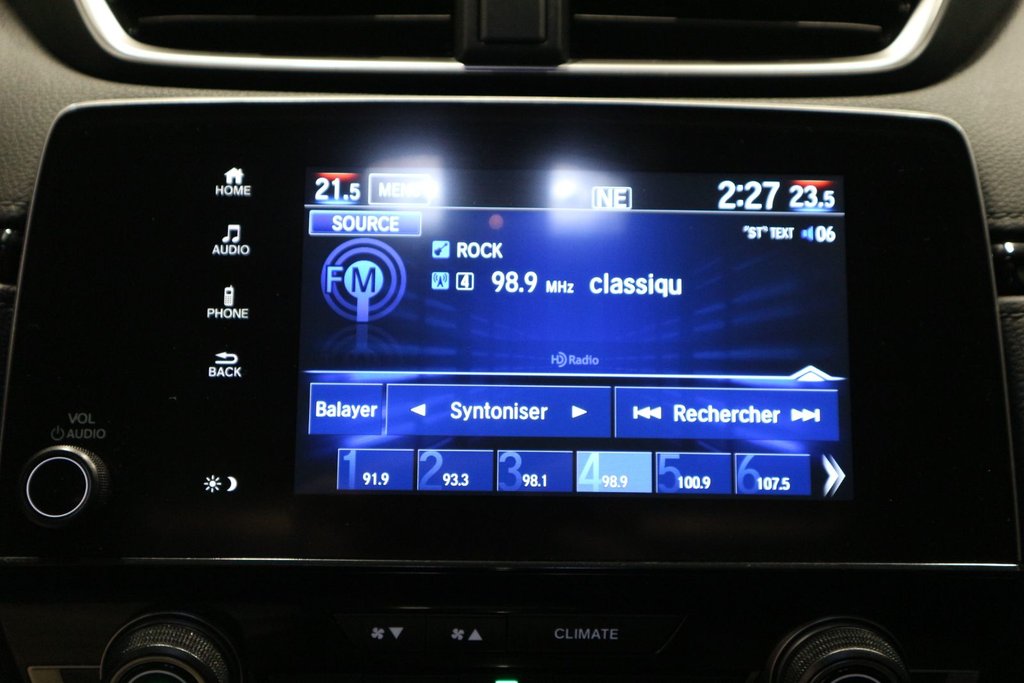 21.5 MENU NE 2:27 23.5
SOURCE
"ST" TEXT 06
HOME
AUDIO
PHONE
BACK
VOL
AUDIO
FM
ROCK
4 98.9 MHz classiqu
HD Radio
Balayer Syntoniser Rechercher
1 91.9 2 93.3 3 98.1 4 98.9 5 100.9 6 107.5
CLIMATE